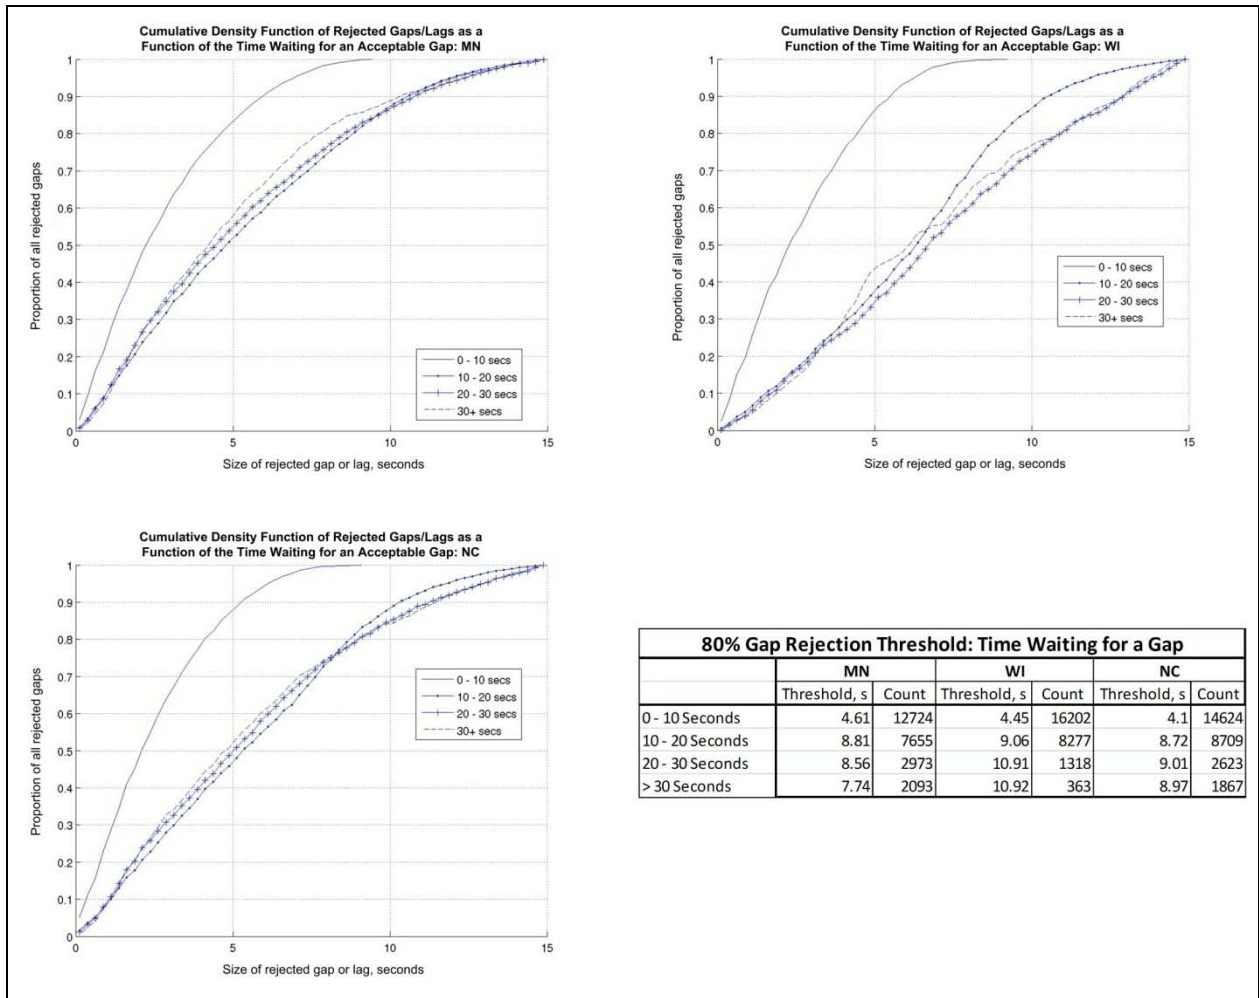 Cumulative Density Function of Rejected Gaps/Lags as a
Function of the Time Waiting for an Acceptable Gap: MN
1
0.9
0.8
0.7
0.6
0.5
0.4
0.3
0.2
0.1
0
Proportion of all rejected gaps
0 - 10 secs
10 - 20 secs
20 - 30 secs
30+ secs
0 5 10 15
Size of rejected gap or lag, seconds
Cumulative Density Function of Rejected Gaps/Lags as a
Function of the Time Waiting for an Acceptable Gap: WI
1
0.9
0.8
0.7
0.6
0.5
0.4
0.3
0.2
0.1
0
Proportion of all rejected gaps
0 - 10 secs
10 - 20 secs
20 - 30 secs
30+ secs
0 5 10 15
Size of rejected gap or lag, seconds
Cumulative Density Function of Rejected Gaps/Lags as a
Function of the Time Waiting for an Acceptable Gap: NC
1
0.9
0.8
0.7
0.6
0.5
0.4
0.3
0.2
0.1
0
Proportion of all rejected gaps
0 - 10 secs
10 - 20 secs
20 - 30 secs
30+ secs
0 5 10 15
Size of rejected gap or lag, seconds
80% Gap Rejection Threshold: Time Waiting for a Gap
MN WI NC
Threshold, s Count Threshold, s Count Threshold, s Count
0 - 10 Seconds 4.61 12724 4.45 16202 4.1 14624
10 - 20 Seconds 8.81 7655 9.06 8277 8.72 8709
20 - 30 Seconds 8.56 2973 10.91 1318 9.01 2623
> 30 Seconds 7.74 2093 10.92 363 8.97 1867